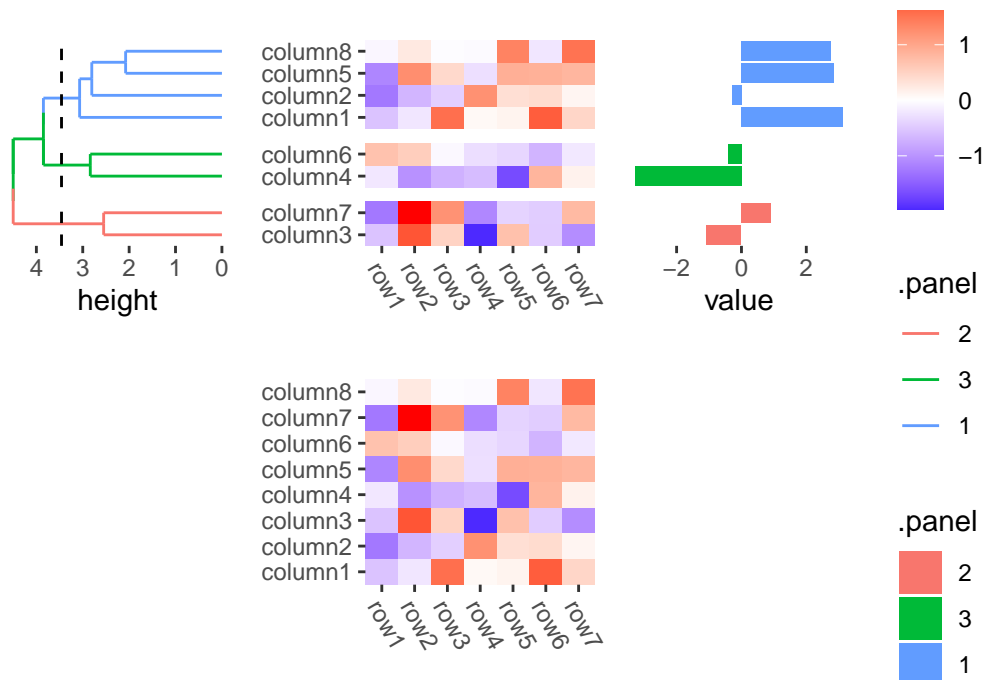 column8
column5
column2
column1
column6
column4
column7
column3
4 3 2 1 0
height
row1 row2 row3 row4 row5 row6 row7
−2 0 2
value
1
0
−1
.panel
2
3
1
column8
column7
column6
column5
column4
column3
column2
column1
row1 row2 row3 row4 row5 row6 row7
.panel
2
3
1